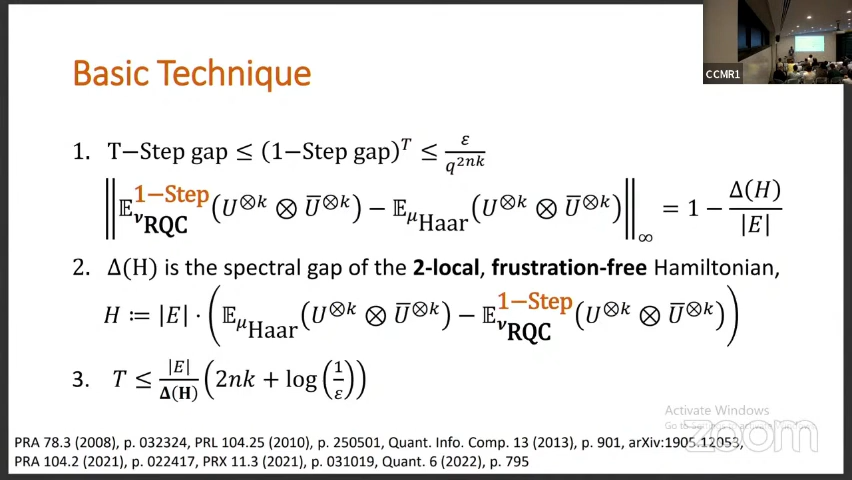 Basic Technique
CCMR1
1. T−Step gap ≤ (1−Step gap)^T ≤ ε/q^{2nk}
‖𝔼_{ν_RQC}^{1−Step}(U^{⊗k} ⊗ Ū^{⊗k}) − 𝔼_{μ_Haar}(U^{⊗k} ⊗ Ū^{⊗k})‖_∞ = 1 − Δ(H)/|E|
2. Δ(H) is the spectral gap of the 2-local, frustration-free Hamiltonian,
H ≔ |E| ⋅ (𝔼_{μ_Haar}(U^{⊗k} ⊗ Ū^{⊗k}) − 𝔼_{ν_RQC}^{1−Step}(U^{⊗k} ⊗ Ū^{⊗k}))
3. T ≤ |E|/Δ(H) (2nk + log(1/ε))
Activate Windows
zoom
PRA 78.3 (2008), p. 032324, PRL 104.25 (2010), p. 250501, Quant. Info. Comp. 13 (2013), p. 901, arXiv:1905.12053,
PRA 104.2 (2021), p. 022417, PRX 11.3 (2021), p. 031019, Quant. 6 (2022), p. 795